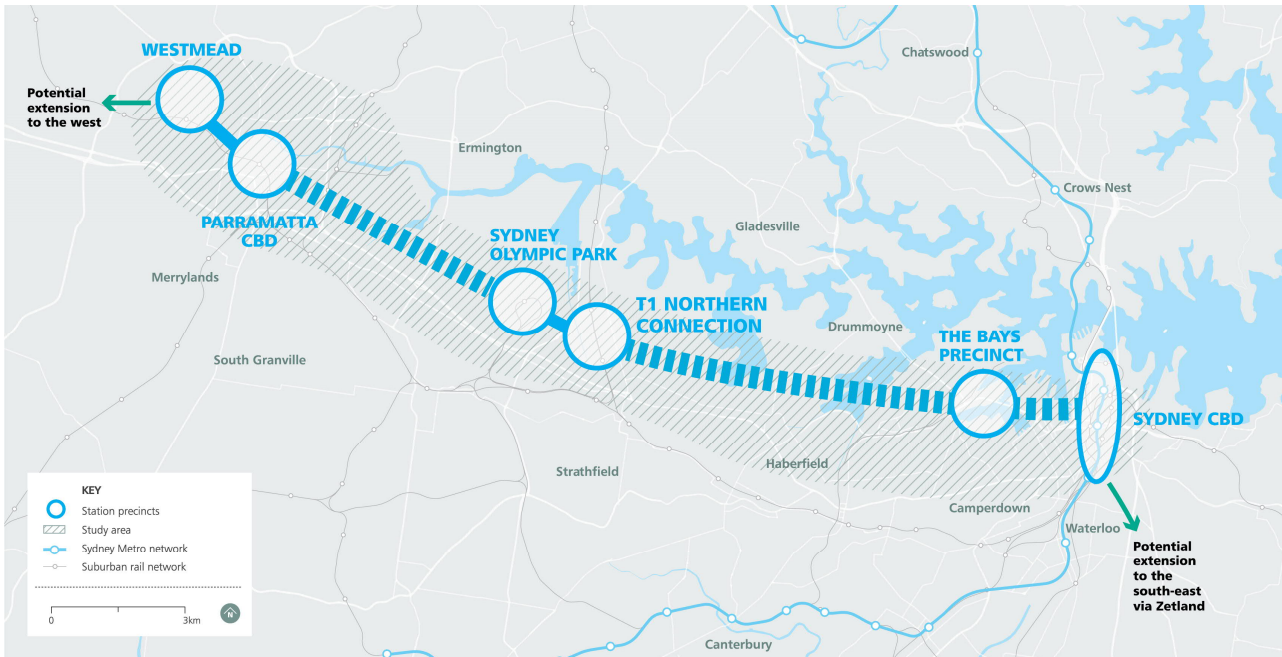 WESTMEAD
Potential
extension
to the west
Chatswood
Ermington
Crows Nest
PARRAMATTA
CBD
SYDNEY
OLYMPIC PARK
Gladesville
Merrylands
T1 NORTHERN
CONNECTION
Drummoyne
THE BAYS
PRECINCT
South Granville
SYDNEY CBD
Strathfield
Haberfield
Camperdown
Waterloo
Potential
extension
to the
south-east
via Zetland
Canterbury
KEY
Station precincts
Study area
Sydney Metro network
Suburban rail network
0
3km
N